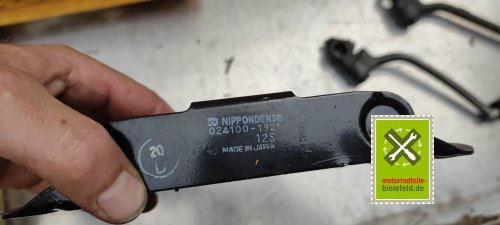 NIPPONDENSO
024100-1921
12S
MADE IN JAPAN
20
L
motorradteile
bielefeld.de